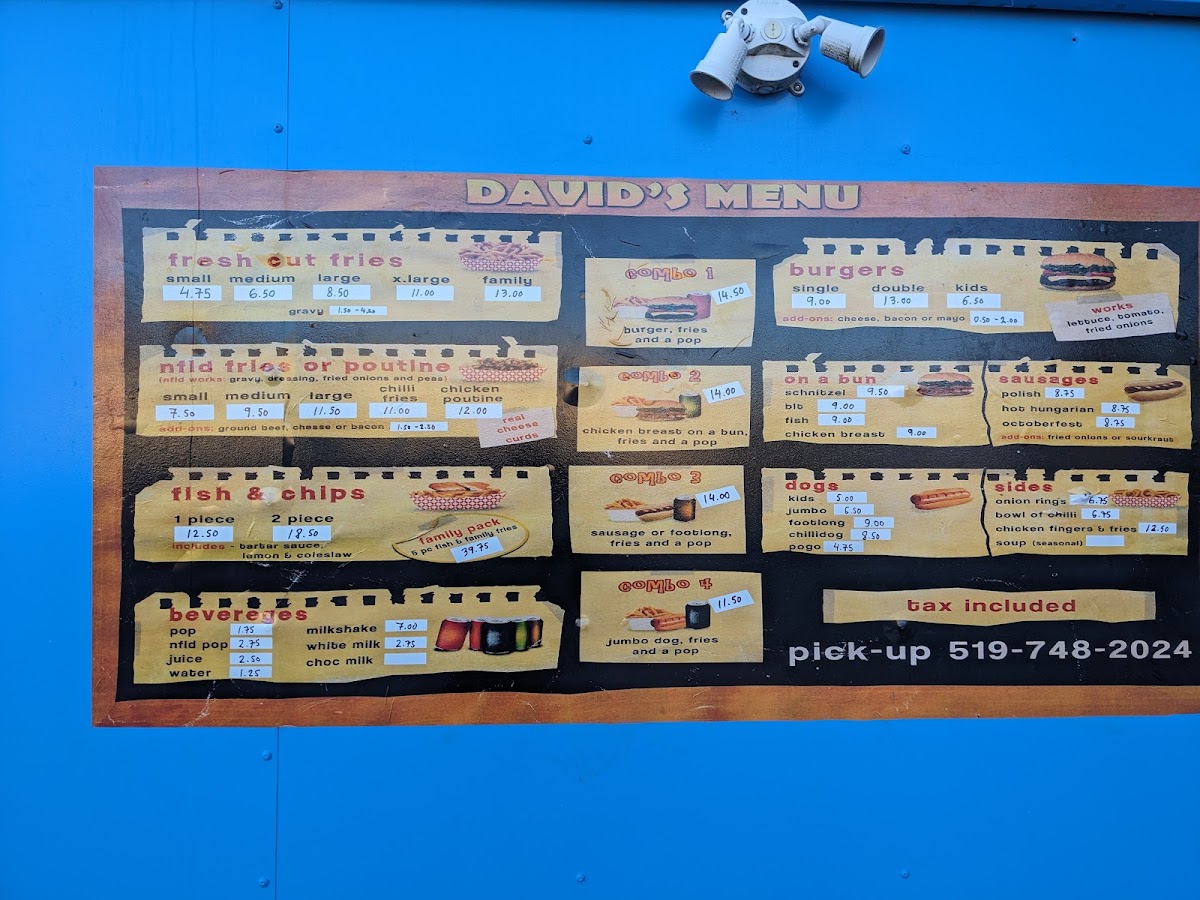 DAVID'S MENU
fresh cut fries
small medium large x.large family
4.75 6.50 8.50 11.00 13.00
gravy 1.50-4.50
nfld fries or poutine
(nfld works: gravy, dressing, fried onions and peas)
small medium large chilli fries chicken poutine
7.50 9.50 11.50 11.00 12.00
add-ons: ground beef, cheese or bacon 1.50-2.50
real cheese curds
fish & chips
1 piece 2 piece
12.50 18.50
includes - tartar sauce, lemon & coleslaw
family pack
5 pc fish & family fries
39.75
bevereges
pop 1.75
nfld pop 2.75
juice 2.50
water 1.25
milkshake 7.00
white milk 2.75
choc milk
combo 1
14.50
burger, fries
and a pop
combo 2
14.00
chicken breast on a bun,
fries and a pop
combo 3
14.00
sausage or footlong,
fries and a pop
combo 4
11.50
jumbo dog, fries
and a pop
burgers
single double kids
9.00 13.00 6.50
add-ons: cheese, bacon or mayo 0.50-2.00
works
lettuce, tomato,
fried onions
on a bun
schnitzel 9.50
blt 9.00
fish 9.00
chicken breast 9.00
sausages
polish 8.75
hot hungarian 8.75
octoberfest 8.75
add-ons: fried onions or sourkraut
dogs
kids 5.00
jumbo 6.50
footlong 9.00
chillidog 8.50
pogo 4.75
sides
onion rings 6.75
bowl of chilli 6.75
chicken fingers & fries 12.50
soup (seasonal)
tax included
pick-up 519-748-2024